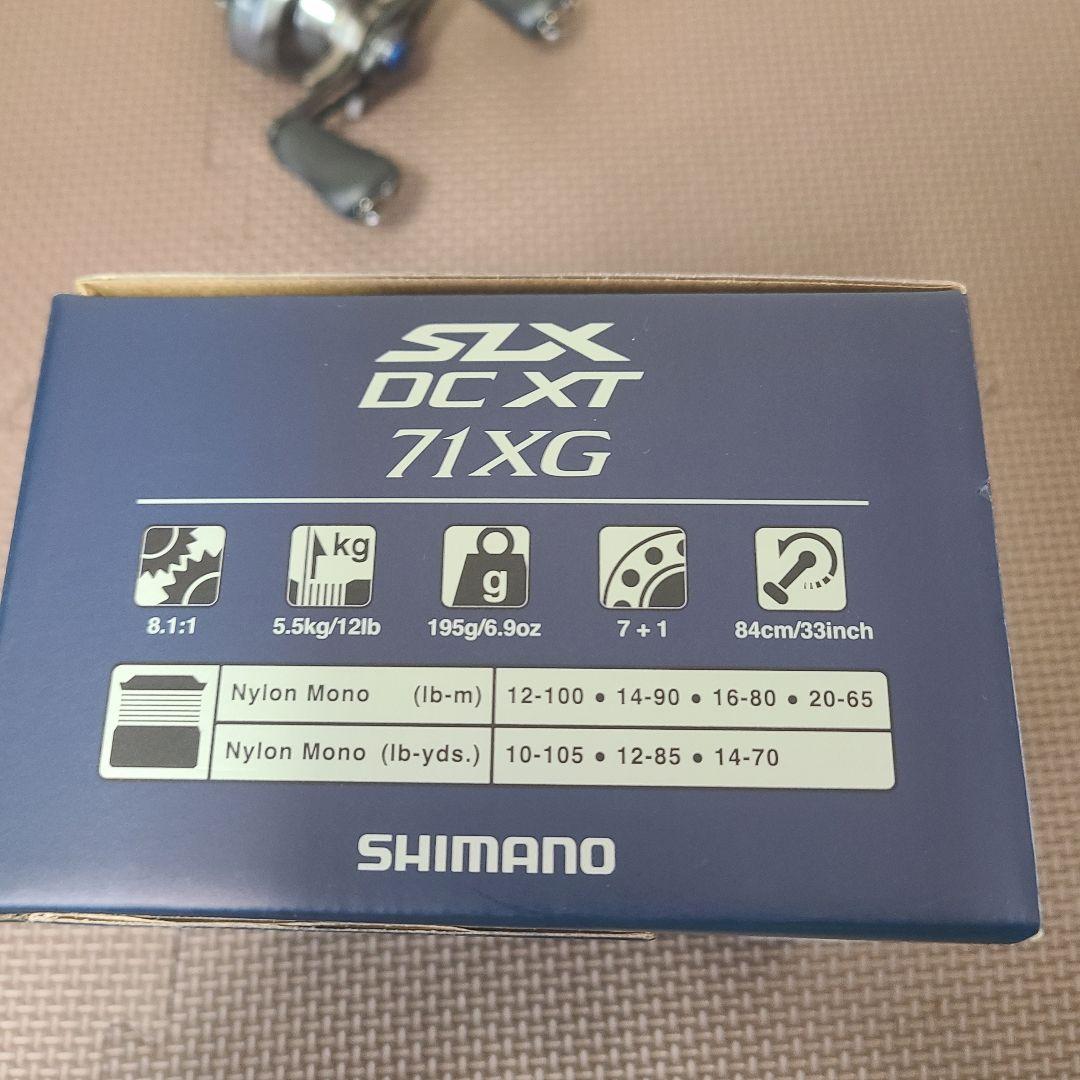 SLX
DC XT
71XG
kg
g
8.1:1 5.5kg/12lb 195g/6.9oz 7+1 84cm/33inch
Nylon Mono (lb-m) 12-100 • 14-90 • 16-80 • 20-65
Nylon Mono (lb-yds.) 10-105 • 12-85 • 14-70
SHIMANO